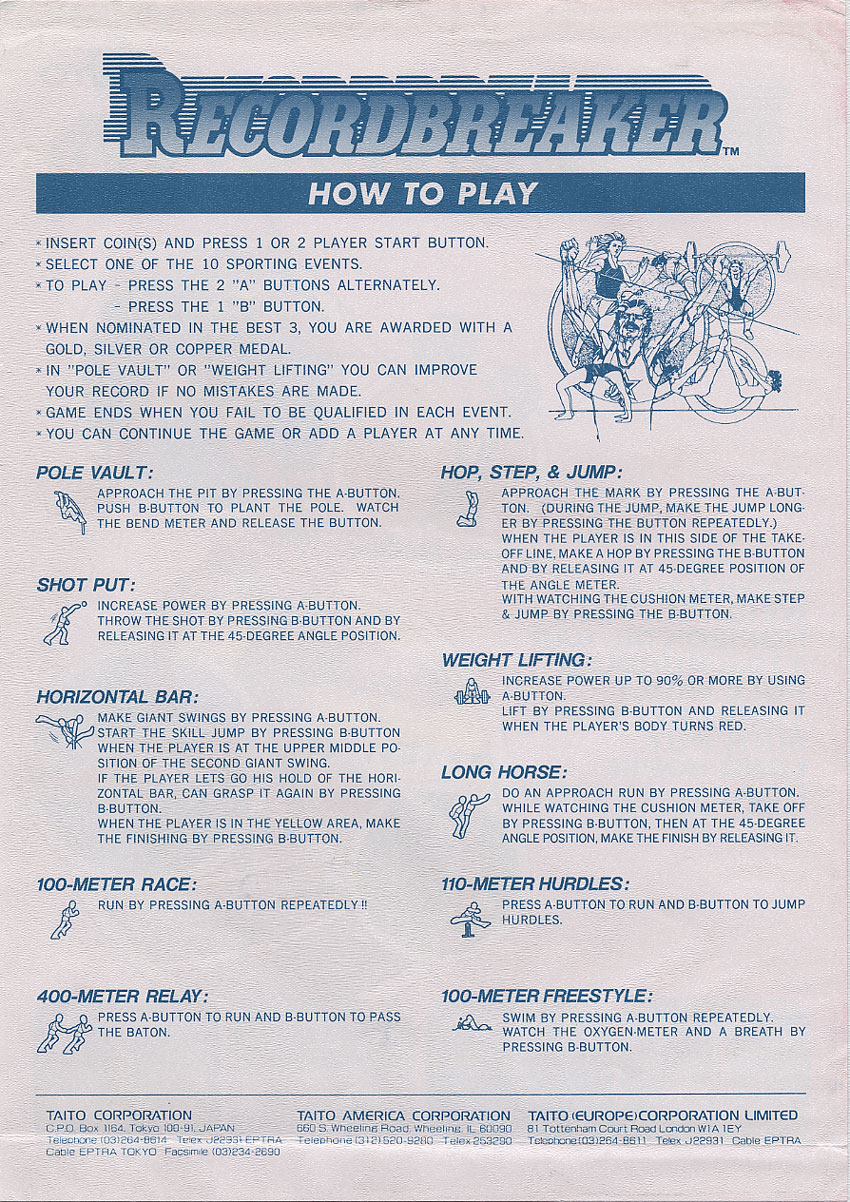 RECORDBREAKER™
HOW TO PLAY
* INSERT COIN(S) AND PRESS 1 OR 2 PLAYER START BUTTON.
* SELECT ONE OF THE 10 SPORTING EVENTS.
* TO PLAY – PRESS THE 2 "A" BUTTONS ALTERNATELY.
– PRESS THE 1 "B" BUTTON.
* WHEN NOMINATED IN THE BEST 3, YOU ARE AWARDED WITH A
GOLD, SILVER OR COPPER MEDAL.
* IN "POLE VAULT" OR "WEIGHT LIFTING" YOU CAN IMPROVE
YOUR RECORD IF NO MISTAKES ARE MADE.
* GAME ENDS WHEN YOU FAIL TO BE QUALIFIED IN EACH EVENT.
* YOU CAN CONTINUE THE GAME OR ADD A PLAYER AT ANY TIME.
POLE VAULT:
APPROACH THE PIT BY PRESSING THE A-BUTTON.
PUSH B-BUTTON TO PLANT THE POLE. WATCH
THE BEND METER AND RELEASE THE BUTTON.
SHOT PUT:
INCREASE POWER BY PRESSING A-BUTTON.
THROW THE SHOT BY PRESSING B-BUTTON AND BY
RELEASING IT AT THE 45-DEGREE ANGLE POSITION.
HORIZONTAL BAR:
MAKE GIANT SWINGS BY PRESSING A-BUTTON.
START THE SKILL JUMP BY PRESSING B-BUTTON
WHEN THE PLAYER IS AT THE UPPER MIDDLE PO-
SITION OF THE SECOND GIANT SWING.
IF THE PLAYER LETS GO HIS HOLD OF THE HORI-
ZONTAL BAR, CAN GRASP IT AGAIN BY PRESSING
B-BUTTON.
WHEN THE PLAYER IS IN THE YELLOW AREA, MAKE
THE FINISHING BY PRESSING B-BUTTON.
100-METER RACE:
RUN BY PRESSING A-BUTTON REPEATEDLY!!
400-METER RELAY:
PRESS A-BUTTON TO RUN AND B-BUTTON TO PASS
THE BATON.
HOP, STEP, & JUMP:
APPROACH THE MARK BY PRESSING THE A-BUT-
TON. (DURING THE JUMP, MAKE THE JUMP LONG-
ER BY PRESSING THE BUTTON REPEATEDLY.)
WHEN THE PLAYER IS IN THIS SIDE OF THE TAKE-
OFF LINE, MAKE A HOP BY PRESSING THE B-BUTTON
AND BY RELEASING IT AT 45-DEGREE POSITION OF
THE ANGLE METER.
WITH WATCHING THE CUSHION METER, MAKE STEP
& JUMP BY PRESSING THE B-BUTTON.
WEIGHT LIFTING:
INCREASE POWER UP TO 90% OR MORE BY USING
A-BUTTON.
LIFT BY PRESSING B-BUTTON AND RELEASING IT
WHEN THE PLAYER'S BODY TURNS RED.
LONG HORSE:
DO AN APPROACH RUN BY PRESSING A-BUTTON.
WHILE WATCHING THE CUSHION METER, TAKE OFF
BY PRESSING B-BUTTON, THEN AT THE 45-DEGREE
ANGLE POSITION, MAKE THE FINISH BY RELEASING IT.
110-METER HURDLES:
PRESS A-BUTTON TO RUN AND B-BUTTON TO JUMP
HURDLES.
100-METER FREESTYLE:
SWIM BY PRESSING A-BUTTON REPEATEDLY.
WATCH THE OXYGEN-METER AND A BREATH BY
PRESSING B-BUTTON.
TAITO CORPORATION
C.P.O. Box 1164, Tokyo 100-91, JAPAN
Telephone (03)264-8614 Telex J22931 EPTRA
Cable EPTRA TOKYO Facsimile (03)234-2690
TAITO AMERICA CORPORATION
660 S. Wheeling Road, Wheeling, IL 60090
Telephone (312)520-9280 Telex 253290
TAITO (EUROPE) CORPORATION LIMITED
81 Tottenham Court Road London W1A 1EY
Telephone (03)264-8611 Telex J22931 Cable EPTRA